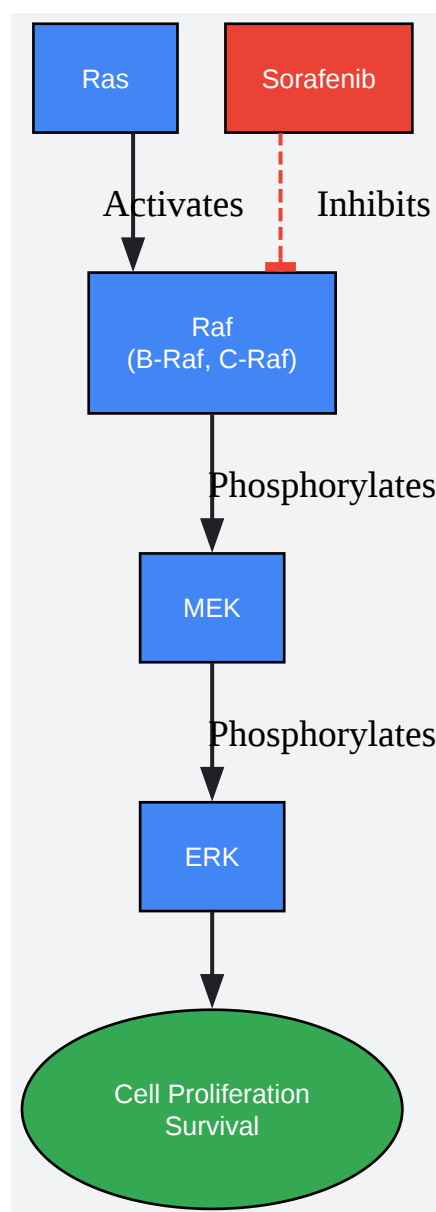 Ras
Sorafenib
Activates
Inhibits
Raf
(B-Raf, C-Raf)
Phosphorylates
MEK
Phosphorylates
ERK
Cell Proliferation
Survival